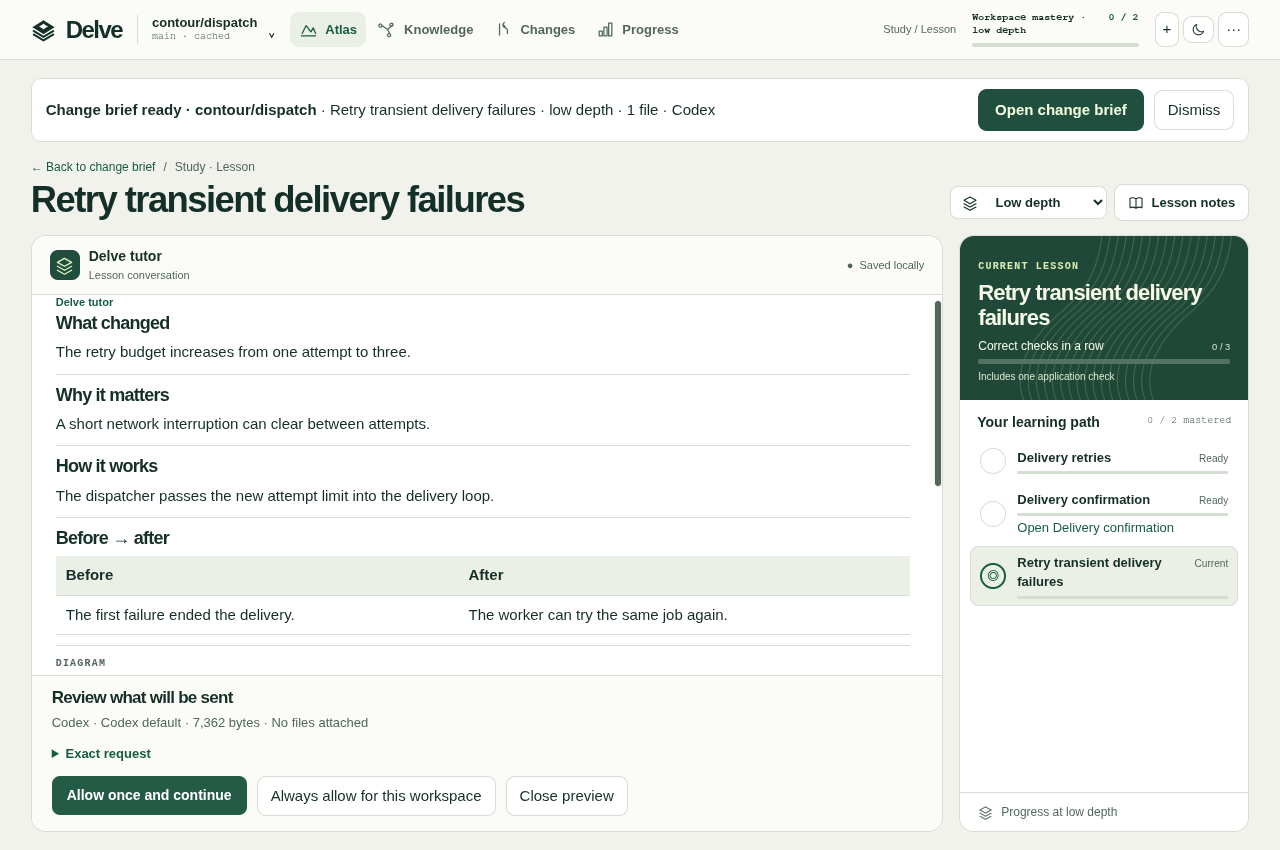 Delve
contour/dispatch
main · cached
Atlas
Knowledge
Changes
Progress
Study / Lesson
Workspace mastery · low depth
0 / 2
+
...
Change brief ready · contour/dispatch · Retry transient delivery failures · low depth · 1 file · Codex
Open change brief
Dismiss
← Back to change brief / Study · Lesson
Retry transient delivery failures
Low depth
Lesson notes
Delve tutor
Lesson conversation
● Saved locally
Delve tutor
What changed
The retry budget increases from one attempt to three.
Why it matters
A short network interruption can clear between attempts.
How it works
The dispatcher passes the new attempt limit into the delivery loop.
Before → after
Before After
The first failure ended the delivery. The worker can try the same job again.
DIAGRAM
Review what will be sent
Codex · Codex default · 7,362 bytes · No files attached
▶ Exact request
Allow once and continue
Always allow for this workspace
Close preview
CURRENT LESSON
Retry transient delivery
failures
Correct checks in a row 0 / 3
Includes one application check
Your learning path 0 / 2 mastered
Delivery retries Ready
Delivery confirmation Ready
Open Delivery confirmation
Retry transient delivery Current
failures
Progress at low depth